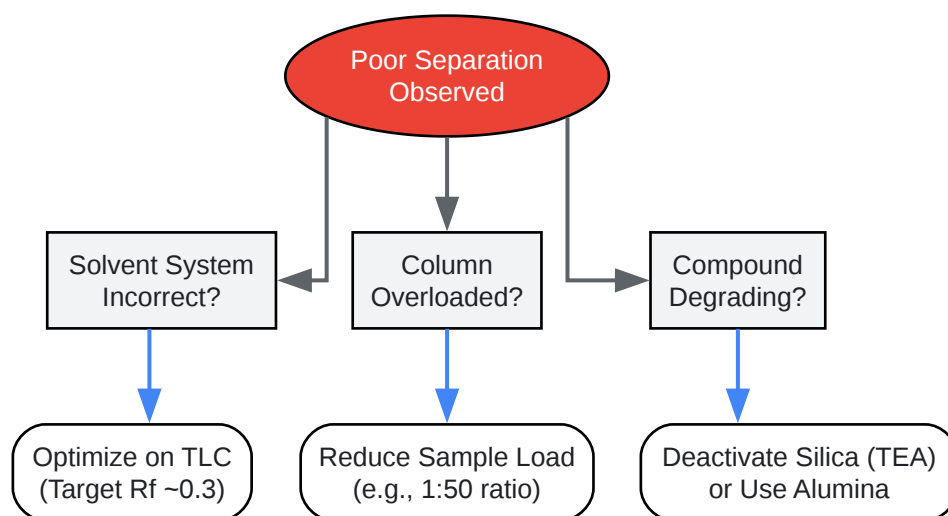 Poor Separation
Observed
Solvent System
Incorrect?
Column
Overloaded?
Compound
Degrading?
Optimize on TLC
(Target Rf ~0.3)
Reduce Sample Load
(e.g., 1:50 ratio)
Deactivate Silica (TEA)
or Use Alumina